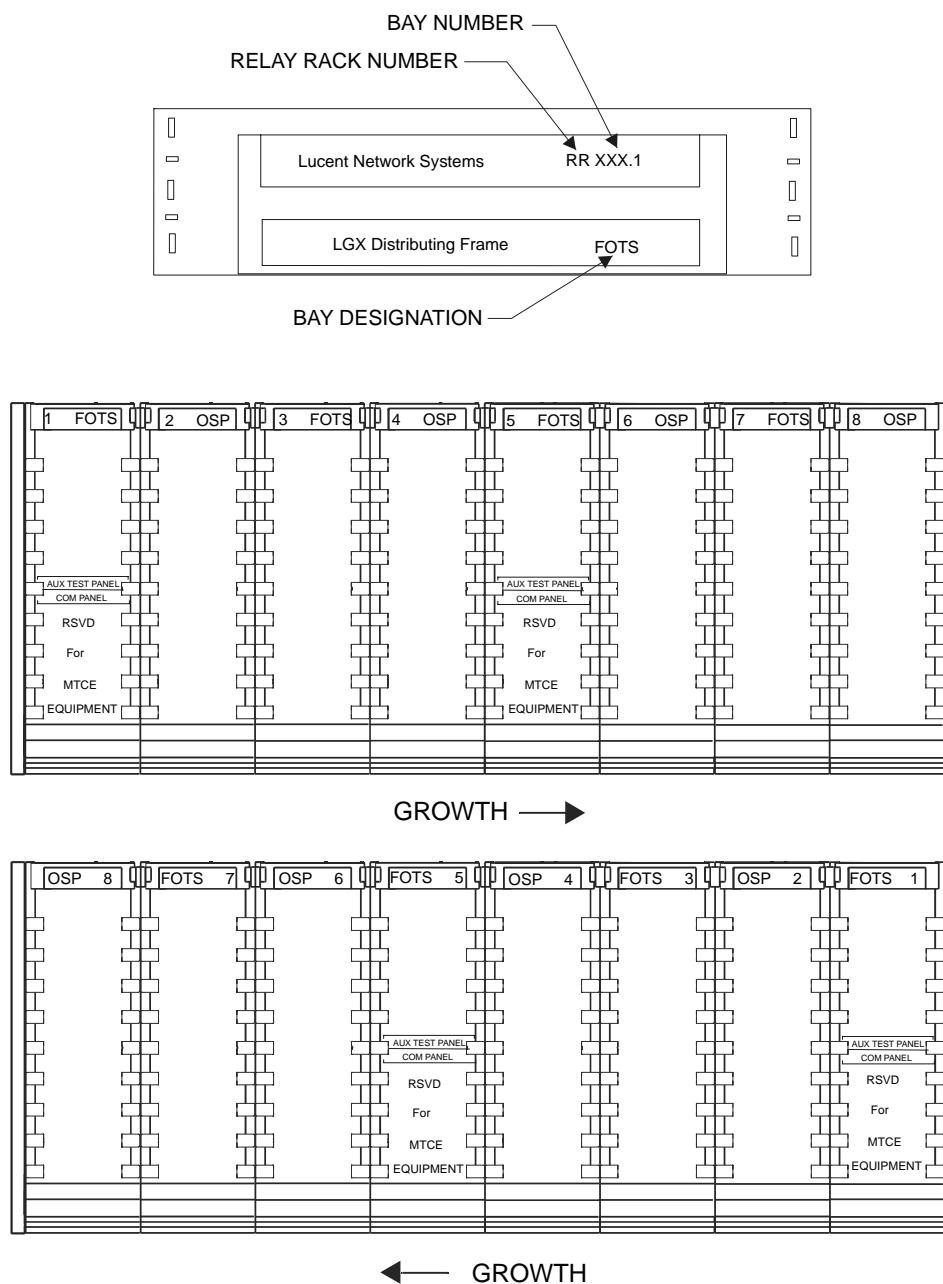 BAY NUMBER
RELAY RACK NUMBER
Lucent Network Systems RR XXX.1
LGX Distributing Frame FOTS
BAY DESIGNATION
1 FOTS 2 OSP 3 FOTS 4 OSP 5 FOTS 6 OSP 7 FOTS 8 OSP
AUX TEST PANEL AUX TEST PANEL
COM PANEL COM PANEL
RSVD RSVD
For For
MTCE MTCE
EQUIPMENT EQUIPMENT
GROWTH
OSP 8 FOTS 7 OSP 6 FOTS 5 OSP 4 FOTS 3 OSP 2 FOTS 1
AUX TEST PANEL AUX TEST PANEL
COM PANEL COM PANEL
RSVD RSVD
For For
MTCE MTCE
EQUIPMENT EQUIPMENT
GROWTH